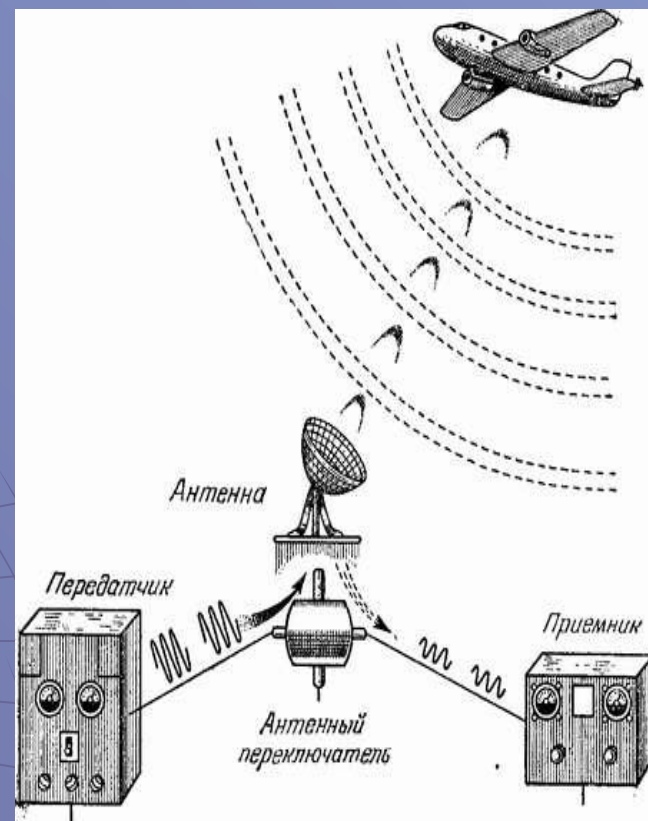 Антенна
Передатчик
Приемник
Антенный
переключатель